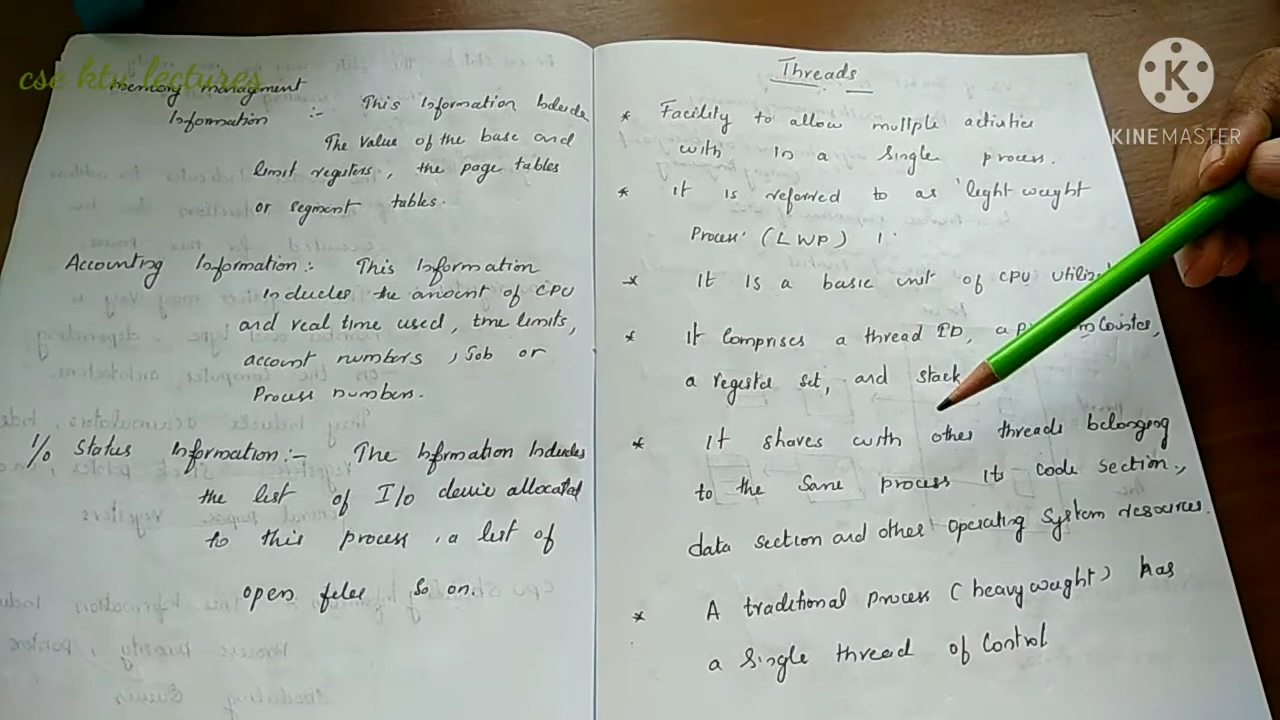 cse ktu lectures
KINEMASTER
Memory managment
Information :- This Information Include
The value of the base and
limit registers, the page tables
or segment tables.
Accounting Information:- This Information
Includes the amount of CPU
and real time used, time limits,
account numbers, Job or
Process numbers.
I/o Status Information:- The Information Includes
the list of I/o device allocated
to this process, a list of
open files So on.
Threads
* Facility to allow multple activities
with in a single process.
* It is referred to as 'light weight
Process' (LWP)
* It Is a basic unit of CPU
* It Comprises a thread ID, a Counter,
a register set, and stack
* It shares with other threads belonging
to the same process its code section,
data section and other Operating System resources.
* A traditional process (heavy weight) has
a single thread of Control